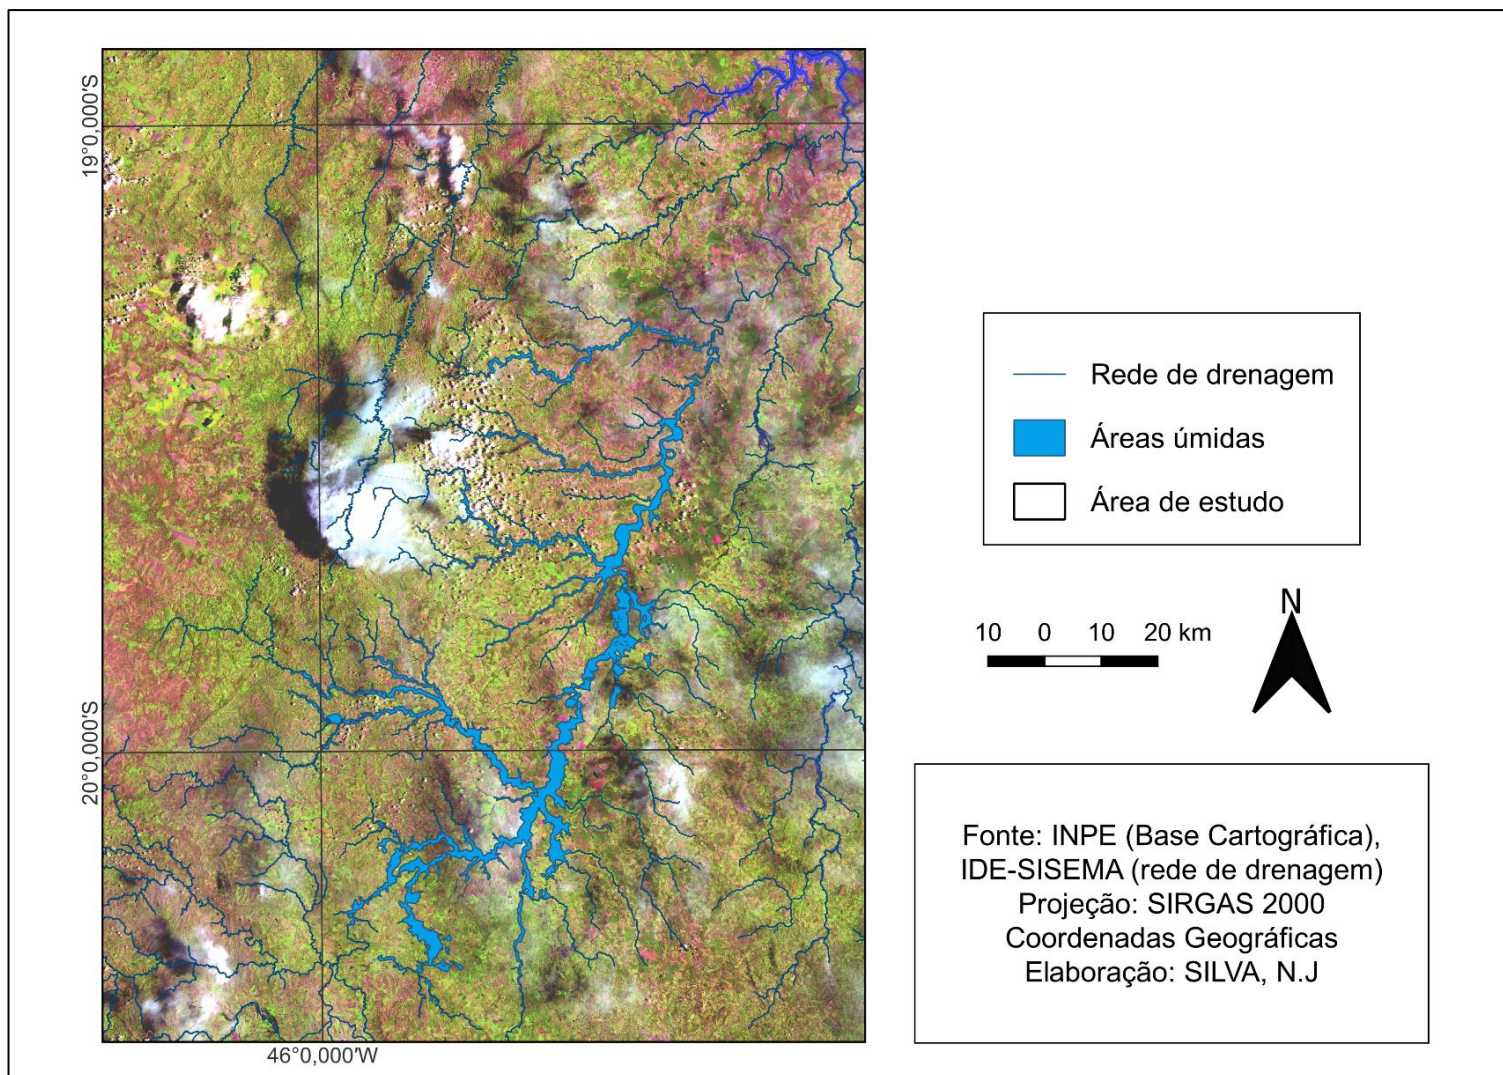 19°0,000'S
20°0,000'S
46°0,000'W
Rede de drenagem
Áreas úmidas
Área de estudo
10 0 10 20 km
N
Fonte: INPE (Base Cartográfica),
IDE-SISEMA (rede de drenagem)
Projeção: SIRGAS 2000
Coordenadas Geográficas
Elaboração: SILVA, N.J